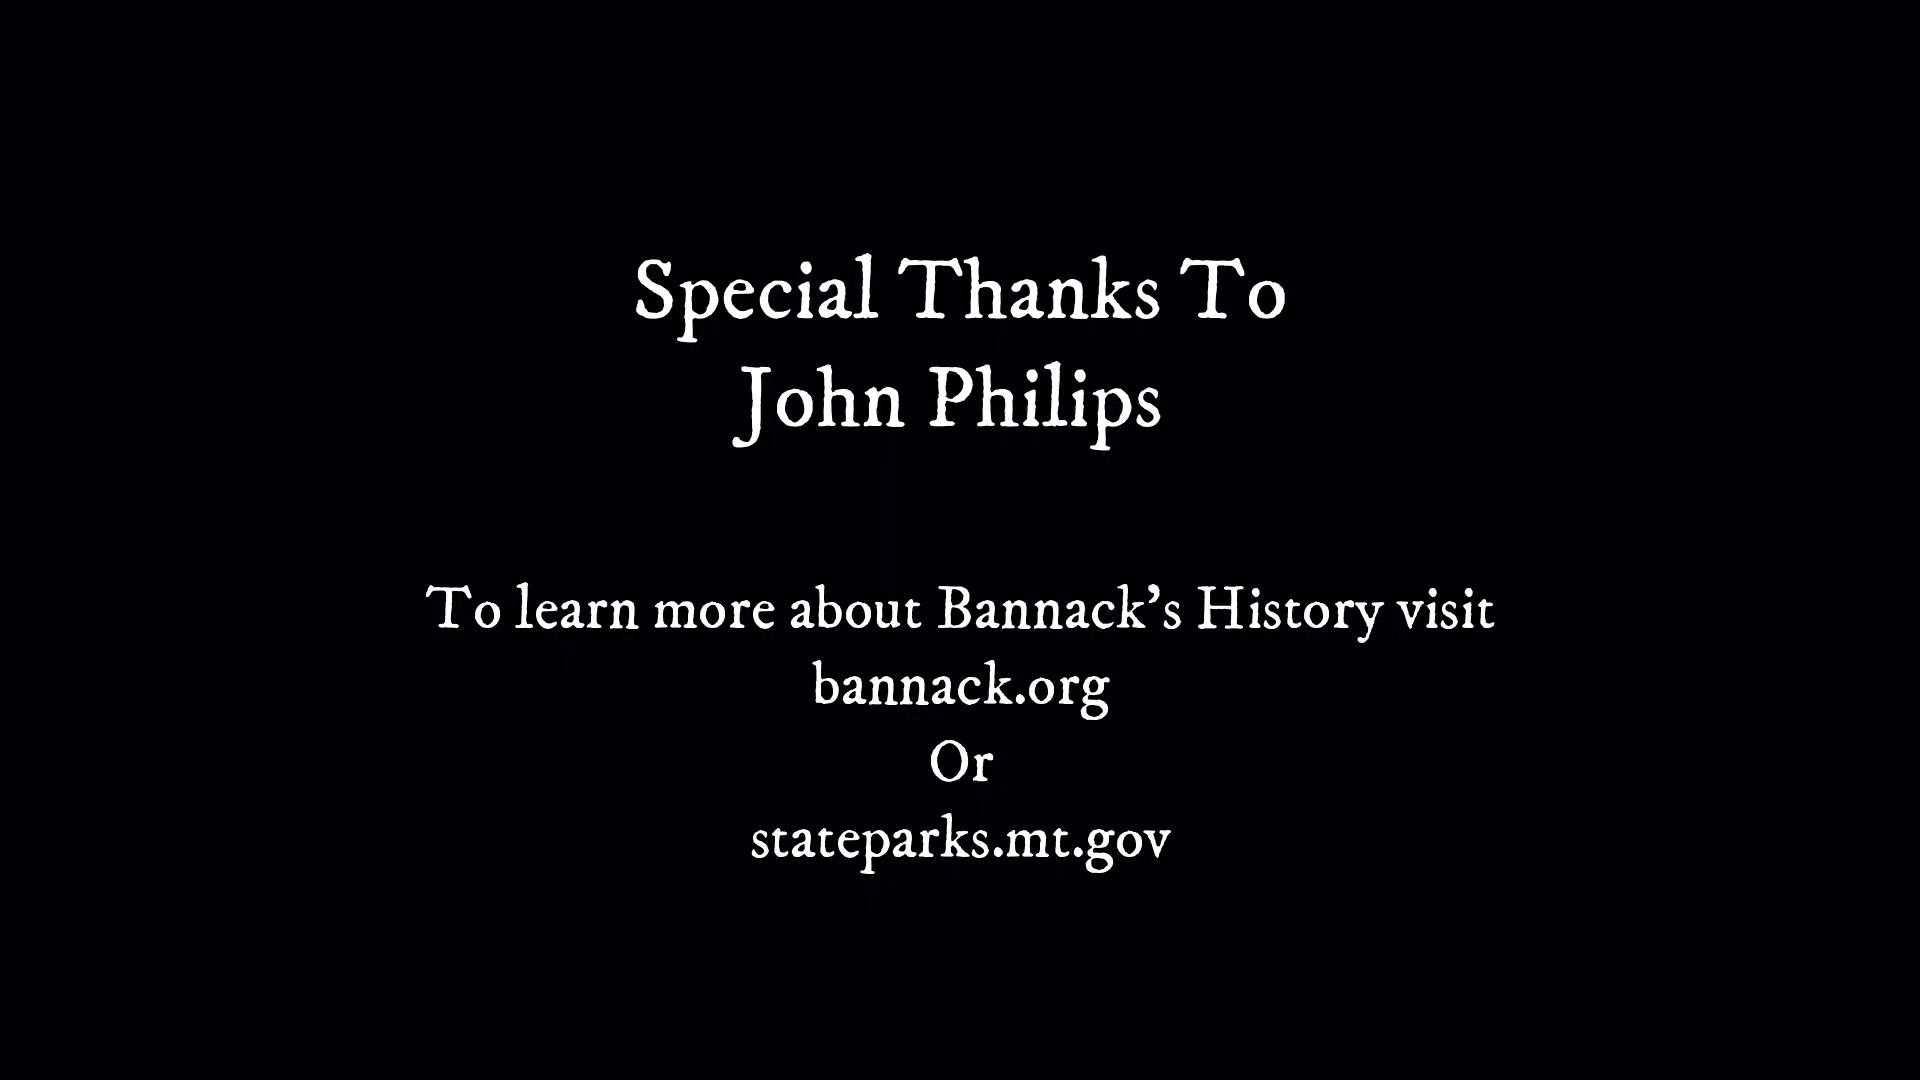 Special Thanks To
John Philips
To learn more about Bannack's History visit
bannack.org
Or
stateparks.mt.gov